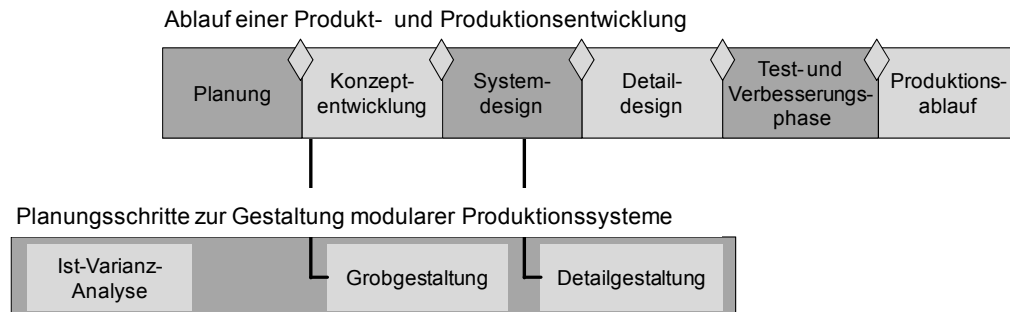 Ablauf einer Produkt- und Produktionsentwicklung
Planung
Konzept-
entwicklung
System-
design
Detail-
design
Test- und
Verbesserungs-
phase
Produktions-
ablauf
Planungsschritte zur Gestaltung modularer Produktionssysteme
Ist-Varianz-
Analyse
Grobgestaltung
Detailgestaltung